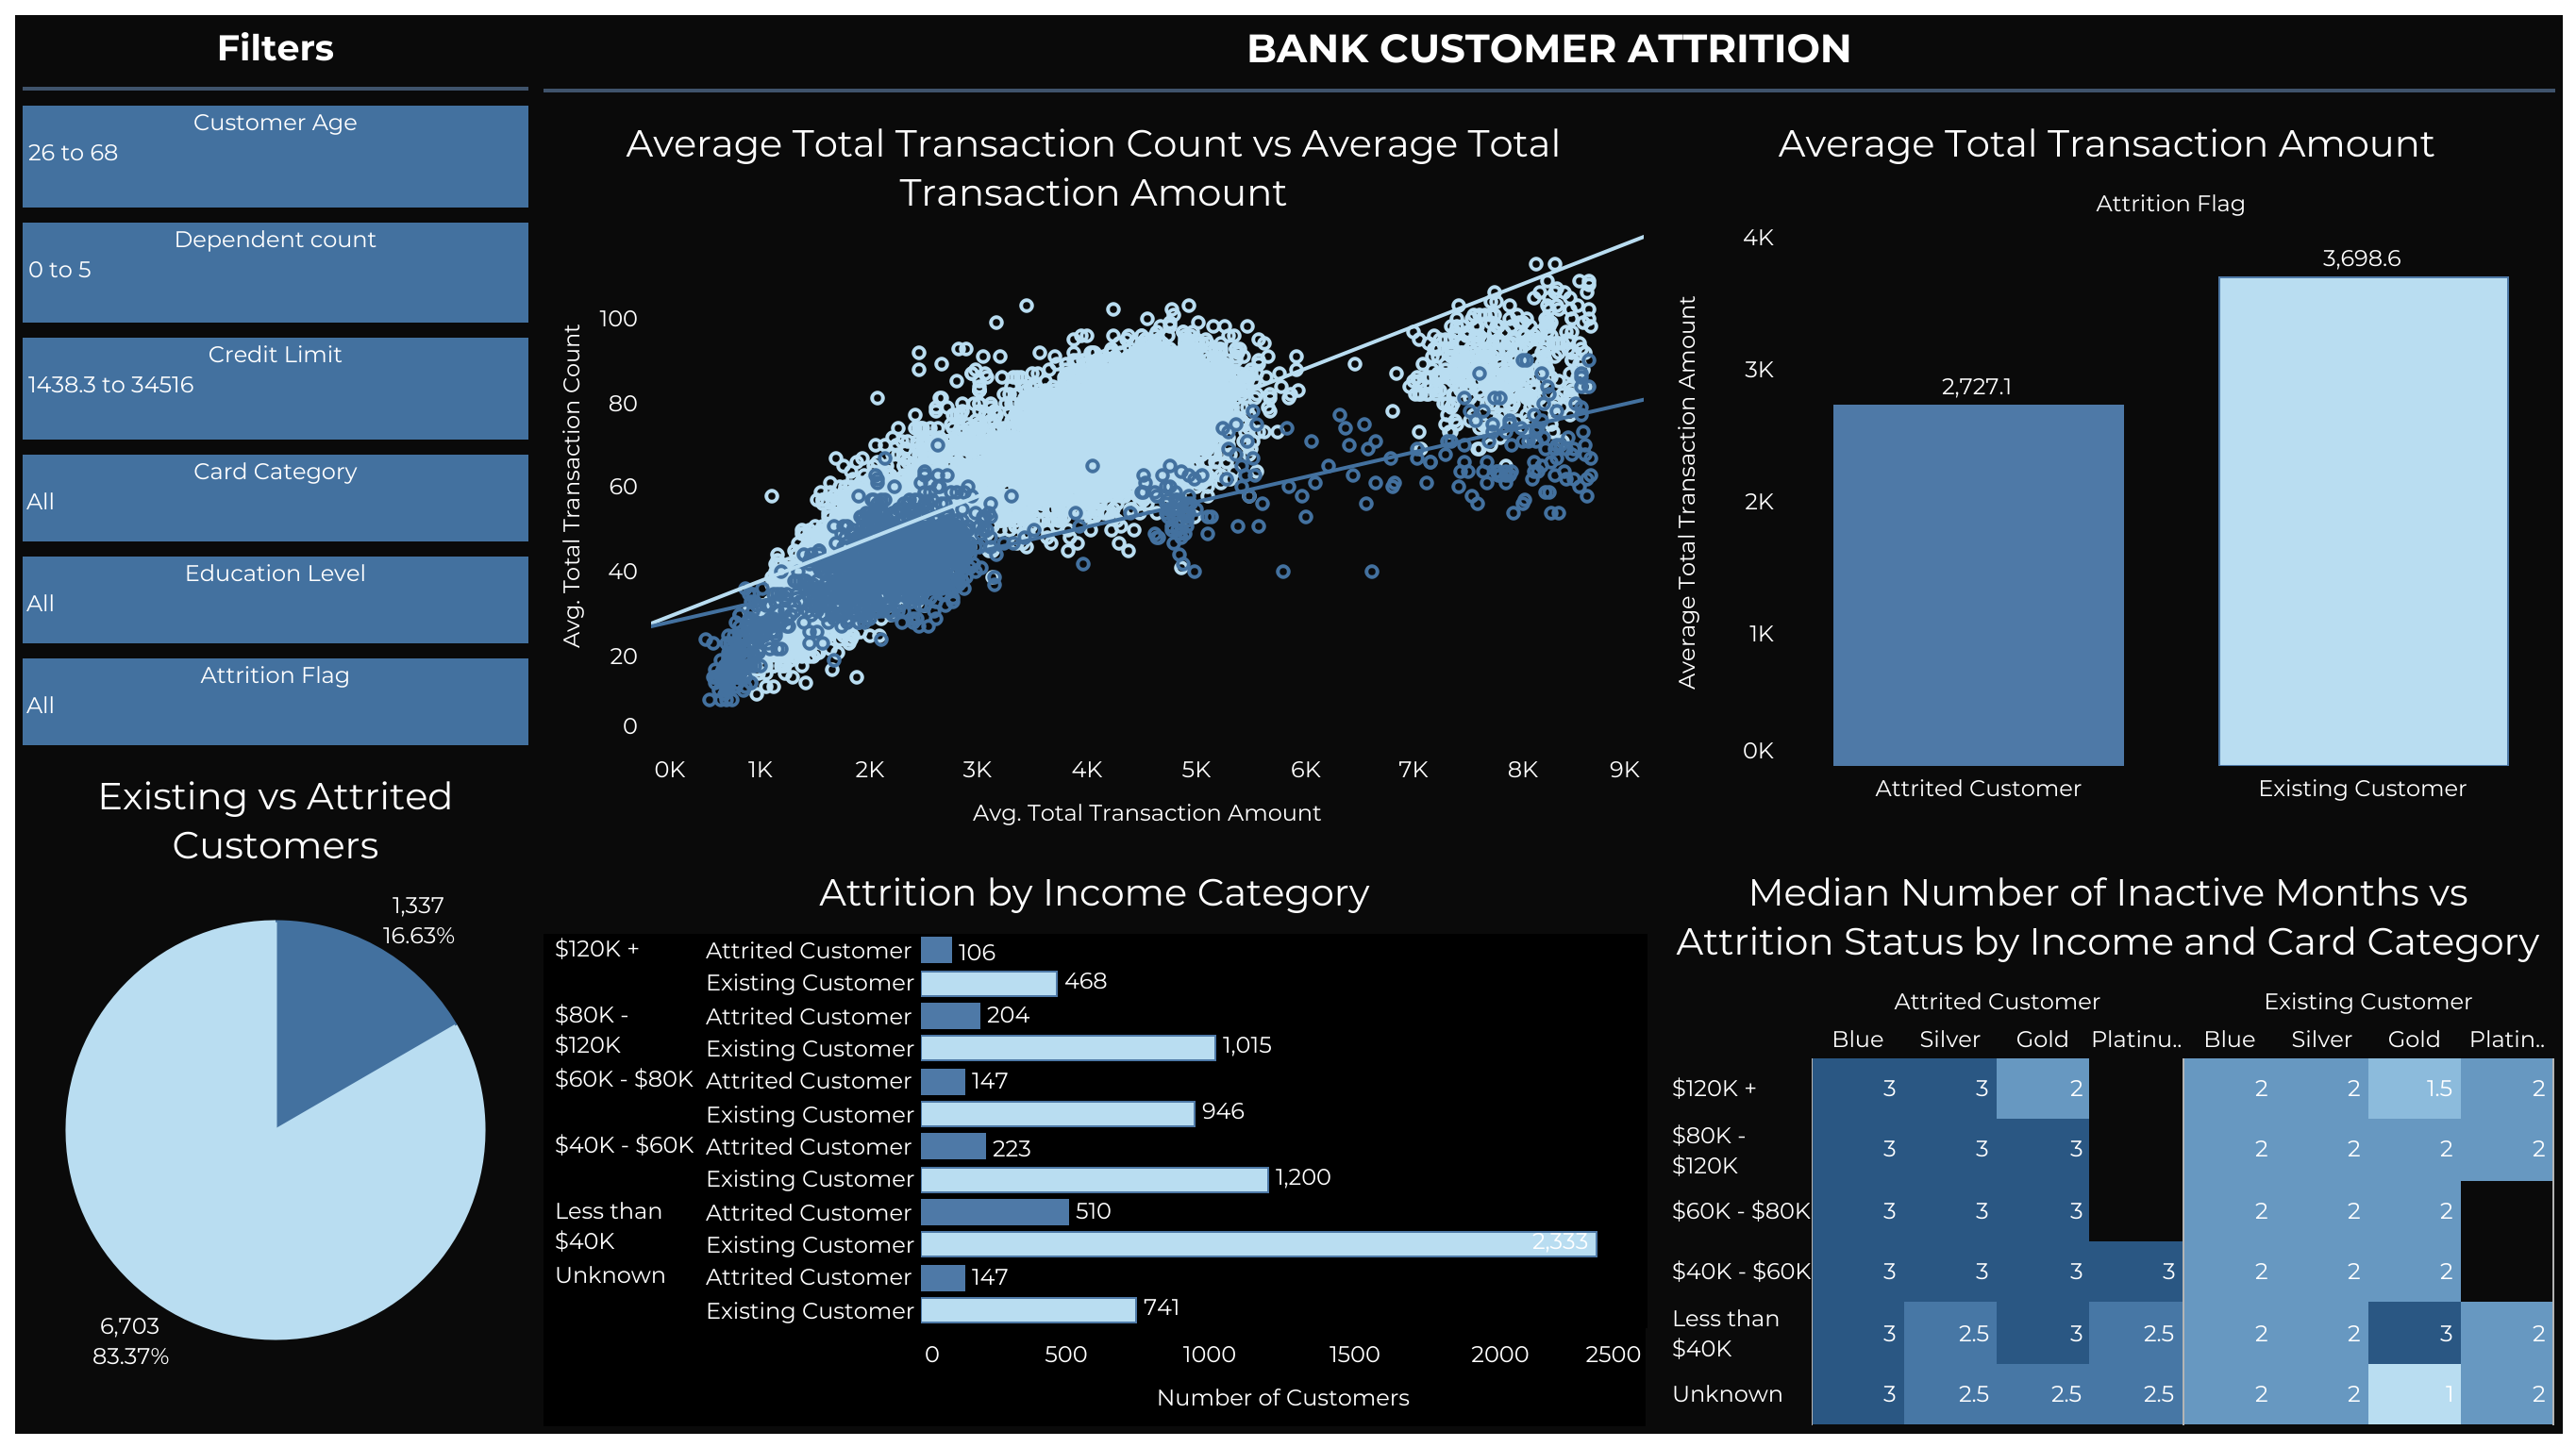 Filters
BANK CUSTOMER ATTRITION
Customer Age
26 to 68
Dependent count
0 to 5
Credit Limit
1438.3 to 34516
Card Category
All
Education Level
All
Attrition Flag
All
Existing vs Attrited
Customers
1,337
16.63%
6,703
83.37%
Average Total Transaction Count vs Average Total
Transaction Amount
Avg. Total Transaction Count
100
80
60
40
20
0
0K 1K 2K 3K 4K 5K 6K 7K 8K 9K
Avg. Total Transaction Amount
Average Total Transaction Amount
Attrition Flag
Average Total Transaction Amount
4K
3K
2K
1K
0K
2,727.1
3,698.6
Attrited Customer Existing Customer
Attrition by Income Category
$120K + Attrited Customer 106
Existing Customer 468
$80K - Attrited Customer 204
$120K Existing Customer 1,015
$60K - $80K Attrited Customer 147
Existing Customer 946
$40K - $60K Attrited Customer 223
Existing Customer 1,200
Less than Attrited Customer 510
$40K Existing Customer 2,333
Unknown Attrited Customer 147
Existing Customer 741
0 500 1000 1500 2000 2500
Number of Customers
Median Number of Inactive Months vs
Attrition Status by Income and Card Category
Attrited Customer Existing Customer
Blue Silver Gold Platinu.. Blue Silver Gold Platin..
$120K + 3 3 2 2 2 1.5 2
$80K -
$120K 3 3 3 2 2 2 2
$60K - $80K 3 3 3 2 2 2
$40K - $60K 3 3 3 3 2 2 2
Less than
$40K 3 2.5 3 2.5 2 2 3 2
Unknown 3 2.5 2.5 2.5 2 2 1 2